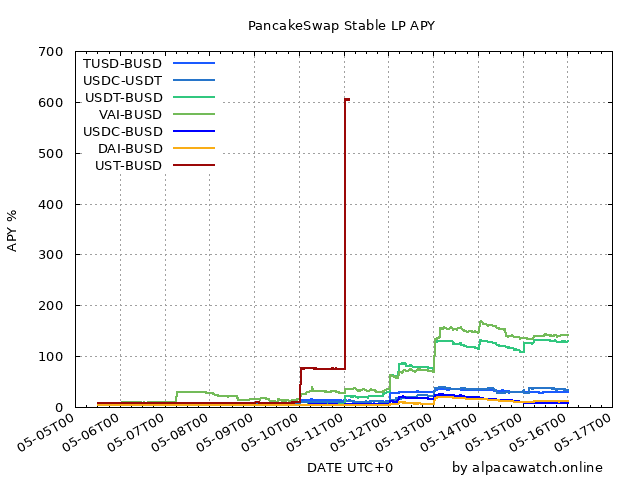 PancakeSwap Stable LP APY
700
600
500
400
300
200
100
0
APY %
TUSD-BUSD
USDC-USDT
USDT-BUSD
VAI-BUSD
USDC-BUSD
DAI-BUSD
UST-BUSD
05-05T00
05-06T00
05-07T00
05-08T00
05-09T00
05-10T00
05-11T00
05-12T00
05-13T00
05-14T00
05-15T00
05-16T00
05-17T00
DATE UTC+0
by alpacawatch.online